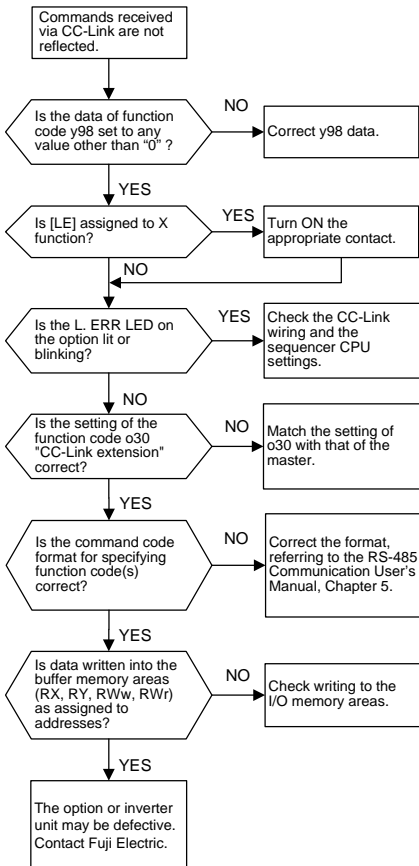 Commands received
via CC-Link are not
reflected.
Is the data of function
code y98 set to any
value other than “0” ?
NO
Correct y98 data.
YES
Is [LE] assigned to X
function?
YES
Turn ON the
appropriate contact.
NO
Is the L. ERR LED on
the option lit or
blinking?
YES
Check the CC-Link
wiring and the
sequencer CPU
settings.
NO
Is the setting of the
function code o30
"CC-Link extension"
correct?
NO
Match the setting of
o30 with that of the
master.
YES
Is the command code
format for specifying
function code(s)
correct?
NO
Correct the format,
referring to the RS-485
Communication User's
Manual, Chapter 5.
YES
Is data written into the
buffer memory areas
(RX, RY, RWw, RWr)
as assigned to
addresses?
NO
Check writing to the
I/O memory areas.
YES
The option or inverter
unit may be defective.
Contact Fuji Electric.